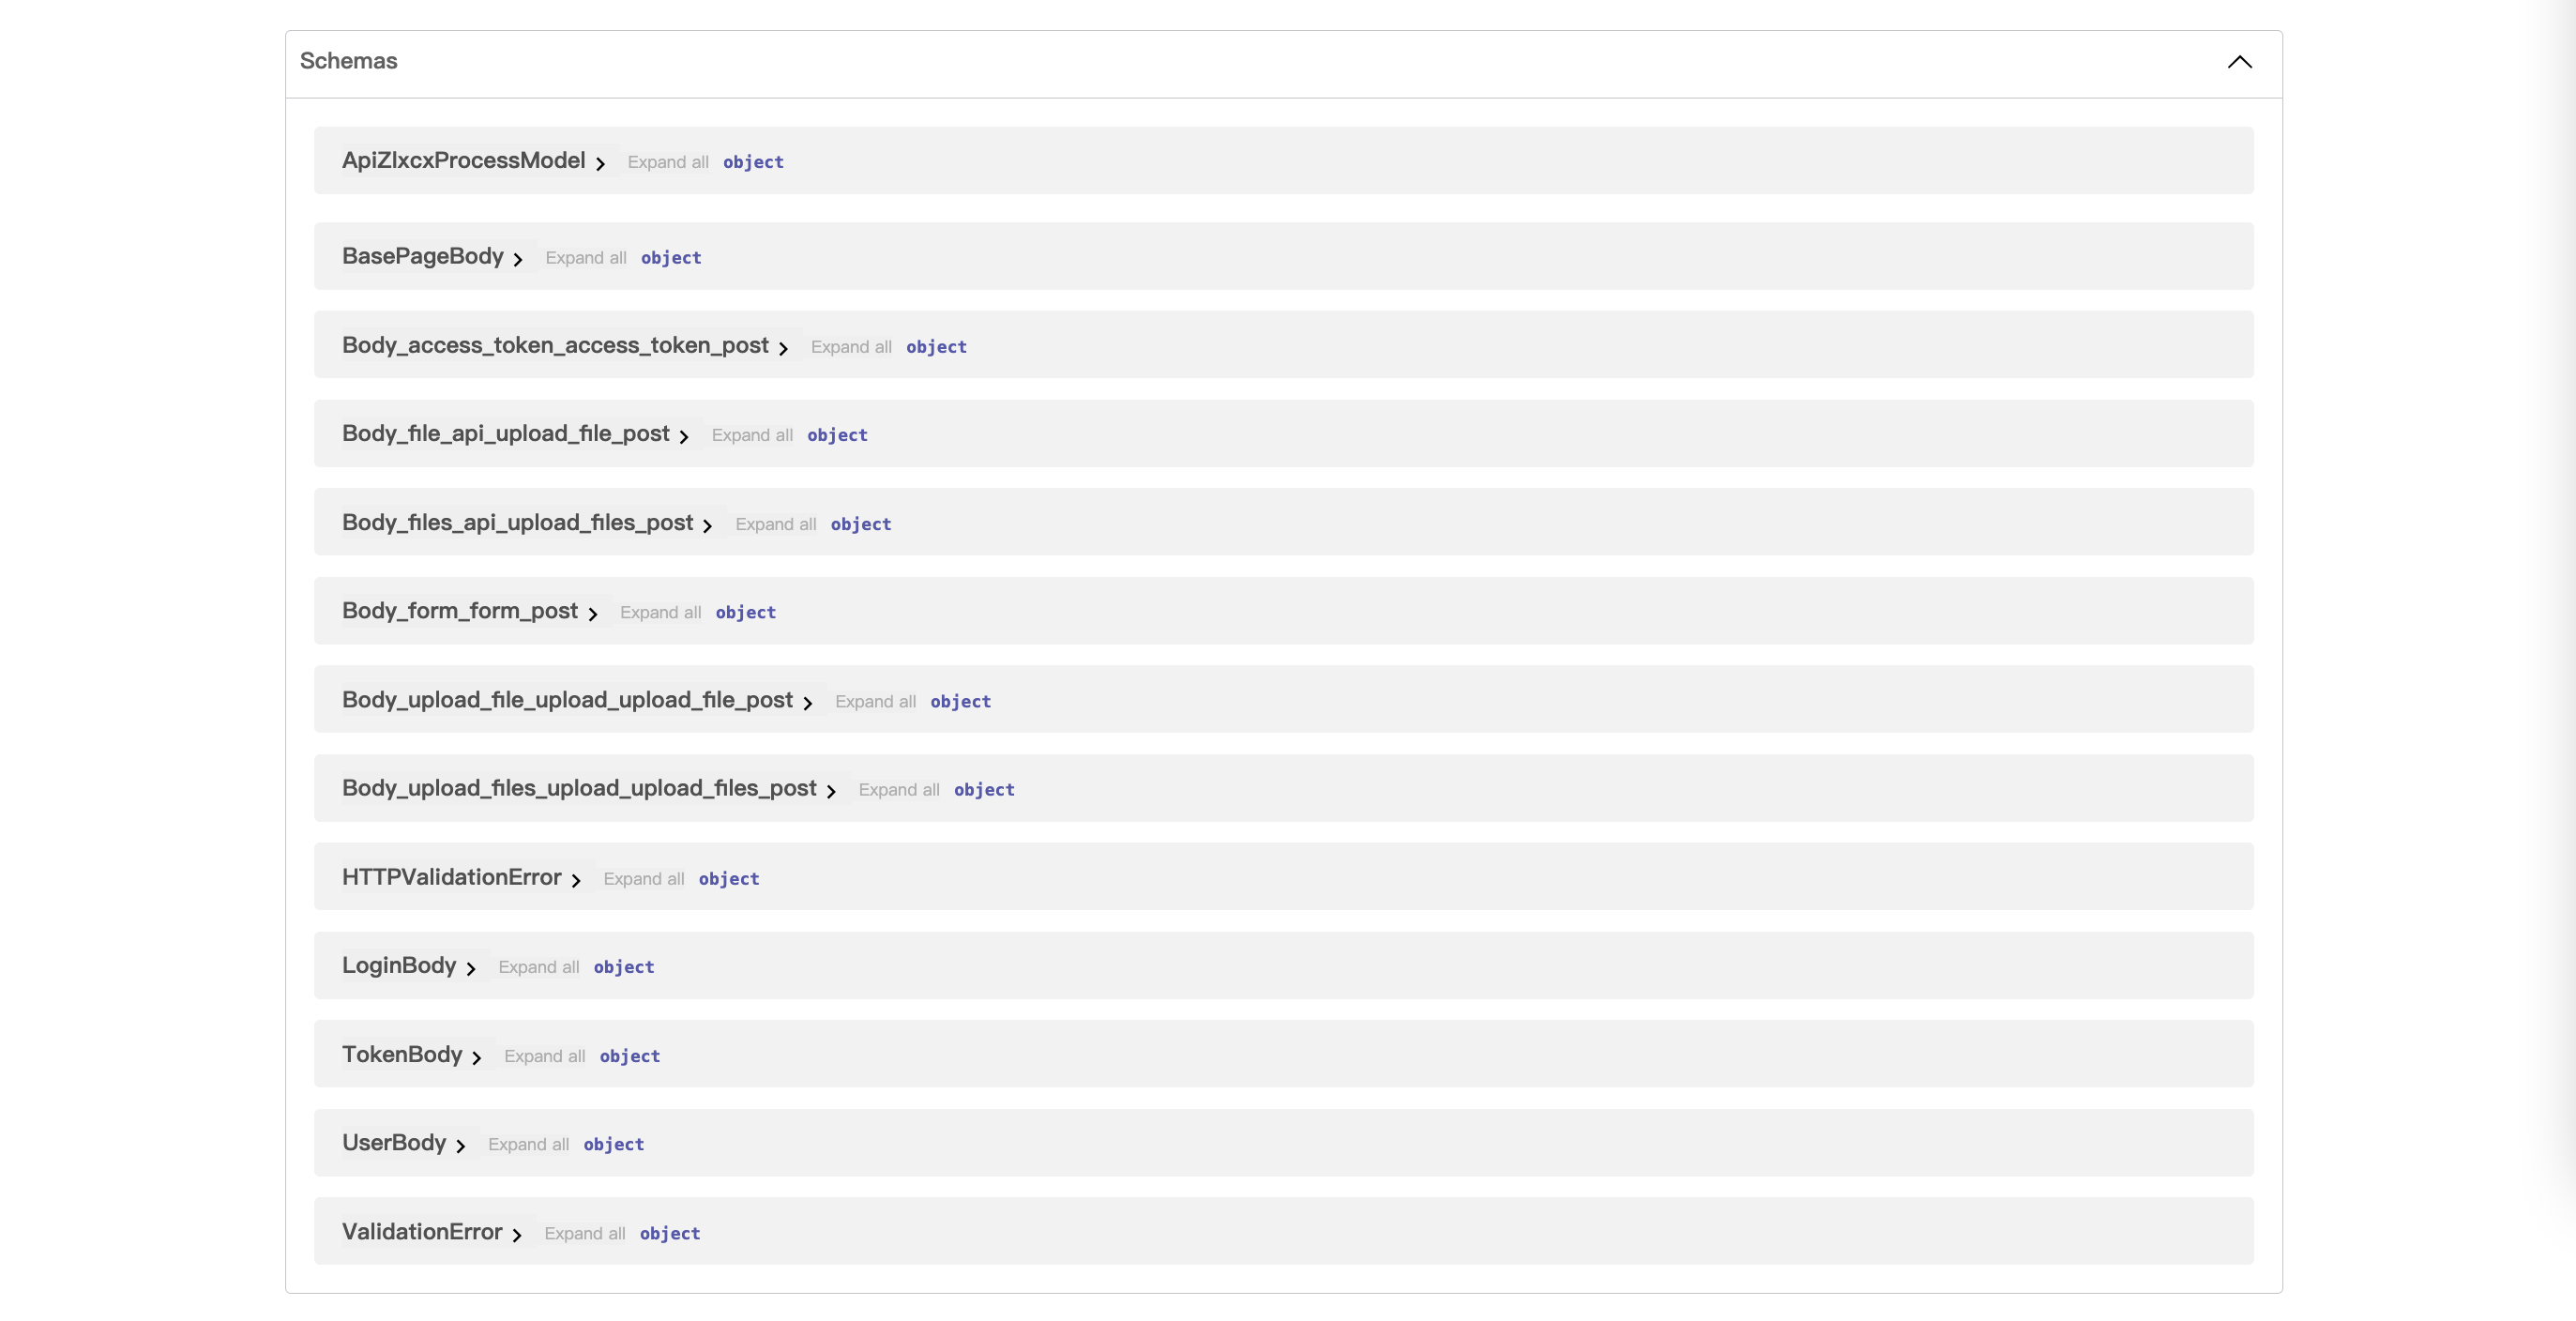 Schemas
ApiZlxcxProcessModel Expand all object
BasePageBody Expand all object
Body_access_token_access_token_post Expand all object
Body_file_api_upload_file_post Expand all object
Body_files_api_upload_files_post Expand all object
Body_form_form_post Expand all object
Body_upload_file_upload_upload_file_post Expand all object
Body_upload_files_upload_upload_files_post Expand all object
HTTPValidationError Expand all object
LoginBody Expand all object
TokenBody Expand all object
UserBody Expand all object
ValidationError Expand all object